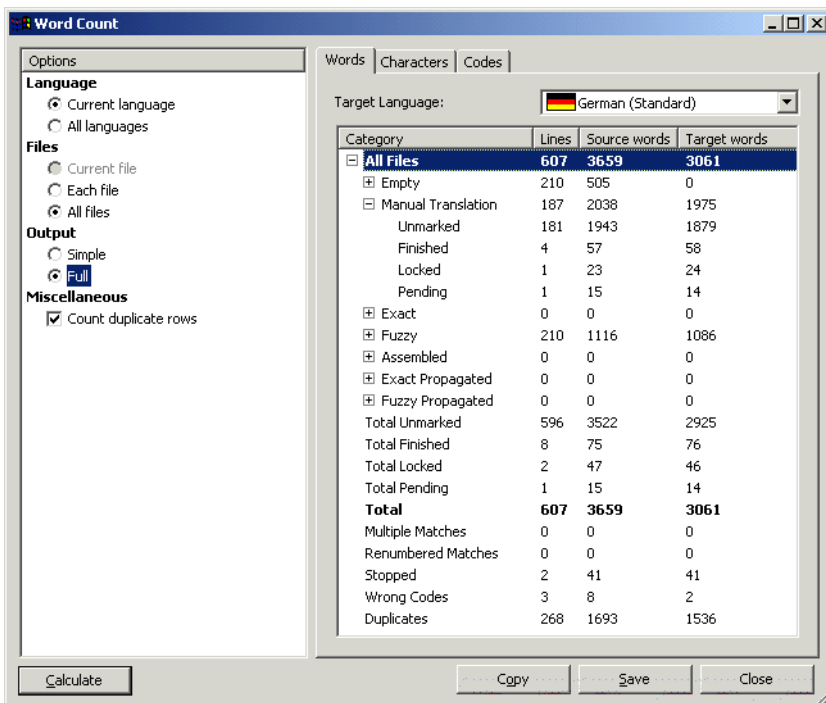 Word Count
Options
Language
Current language
All languages
Files
Current file
Each file
All files
Output
Simple
Full
Miscellaneous
Count duplicate rows
Words Characters Codes
Target Language: German (Standard)
Category Lines Source words Target words
All Files 607 3659 3061
Empty 210 505 0
Manual Translation 187 2038 1975
Unmarked 181 1943 1879
Finished 4 57 58
Locked 1 23 24
Pending 1 15 14
Exact 0 0 0
Fuzzy 210 1116 1086
Assembled 0 0 0
Exact Propagated 0 0 0
Fuzzy Propagated 0 0 0
Total Unmarked 596 3522 2925
Total Finished 8 75 76
Total Locked 2 47 46
Total Pending 1 15 14
Total 607 3659 3061
Multiple Matches 0 0 0
Renumbered Matches 0 0 0
Stopped 2 41 41
Wrong Codes 3 8 2
Duplicates 268 1693 1536
Calculate Copy Save Close